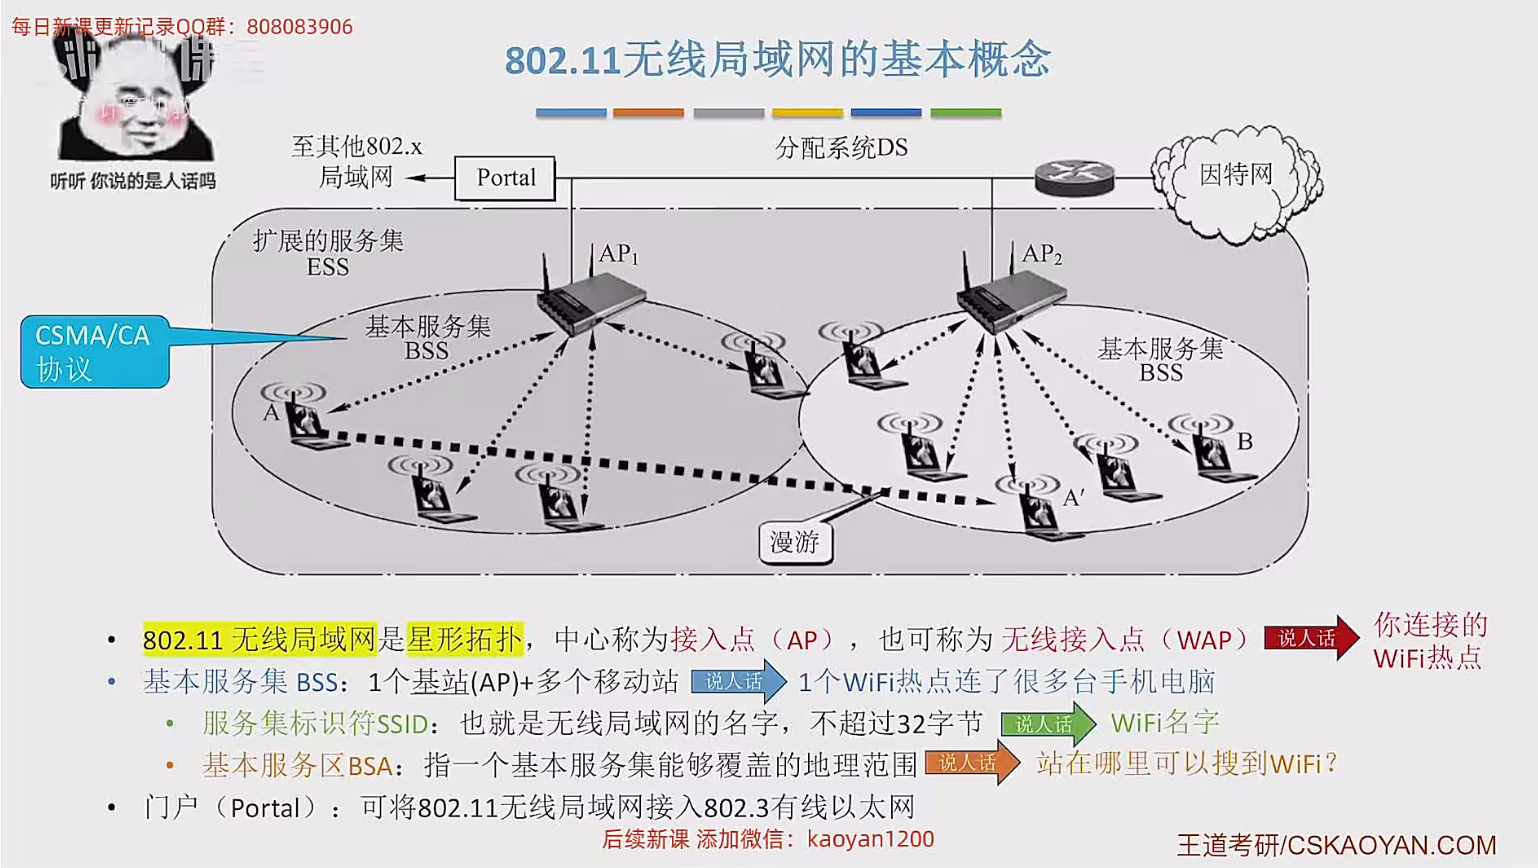 每日新课更新记录QQ群：808083906
听听 你说的是人话吗
802.11无线局域网的基本概念
至其他802.x
局域网
Portal
分配系统DS
因特网
扩展的服务集
ESS
AP1
AP2
CSMA/CA
协议
基本服务集
BSS
基本服务集
BSS
A
B
A′
漫游
• 802.11 无线局域网是星形拓扑，中心称为接入点（AP），也可称为 无线接入点（WAP） 说人话 你连接的
WiFi热点
• 基本服务集 BSS：1个基站(AP)+多个移动站 说人话 1个WiFi热点连了很多台手机电脑
• 服务集标识符SSID：也就是无线局域网的名字，不超过32字节 说人话 WiFi名字
• 基本服务区BSA：指一个基本服务集能够覆盖的地理范围 说人话 站在哪里可以搜到WiFi？
• 门户（Portal）：可将802.11无线局域网接入802.3有线以太网
后续新课 添加微信：kaoyan1200
王道考研/CSKAOYAN.COM